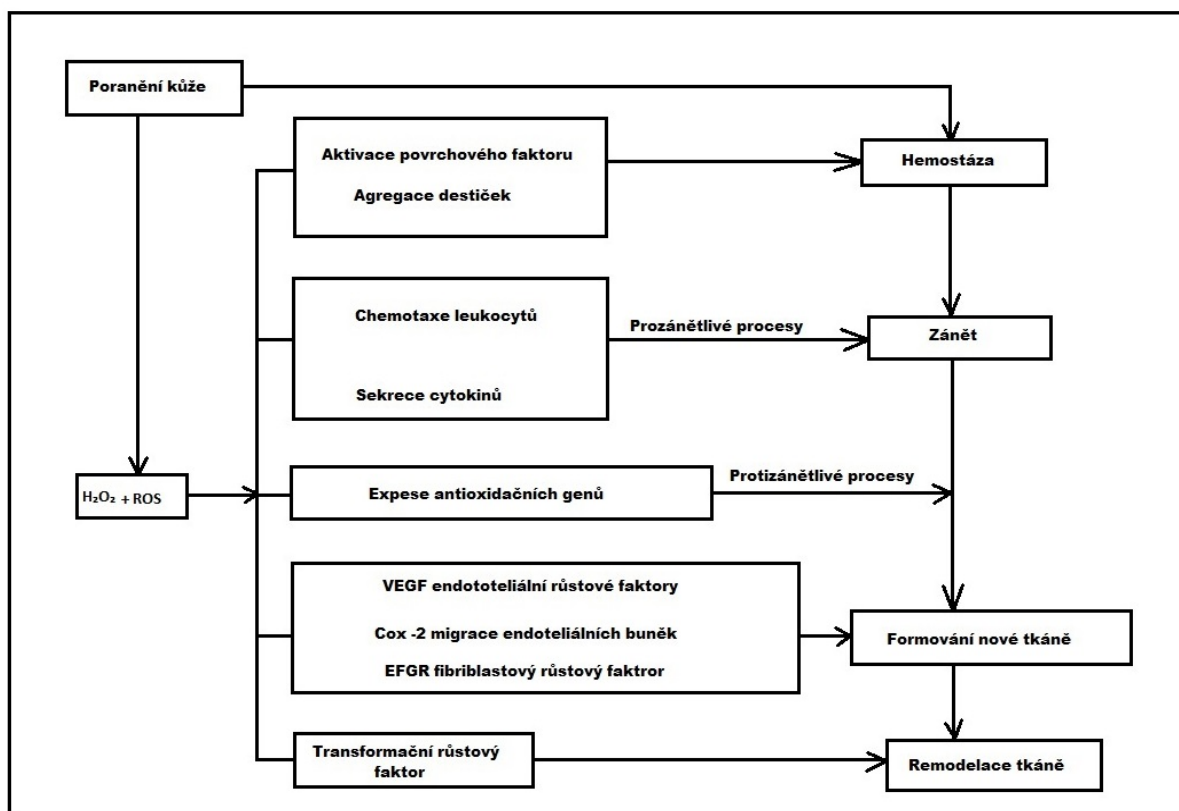 Poranění kůže
Aktivace povrchového faktoru
Agregace destiček
Hemostáza
Chemotaxe leukocytů
Sekrece cytokinů
Prozánětlivé procesy
Zánět
H₂O₂ + ROS
Expese antioxidačních genů
Protizánětlivé procesy
VEGF endototeliální růstové faktory
Cox -2 migrace endoteliálních buněk
EFGR fibriblastový růstový faktror
Formování nové tkáně
Transformační růstový
faktor
Remodelace tkáně